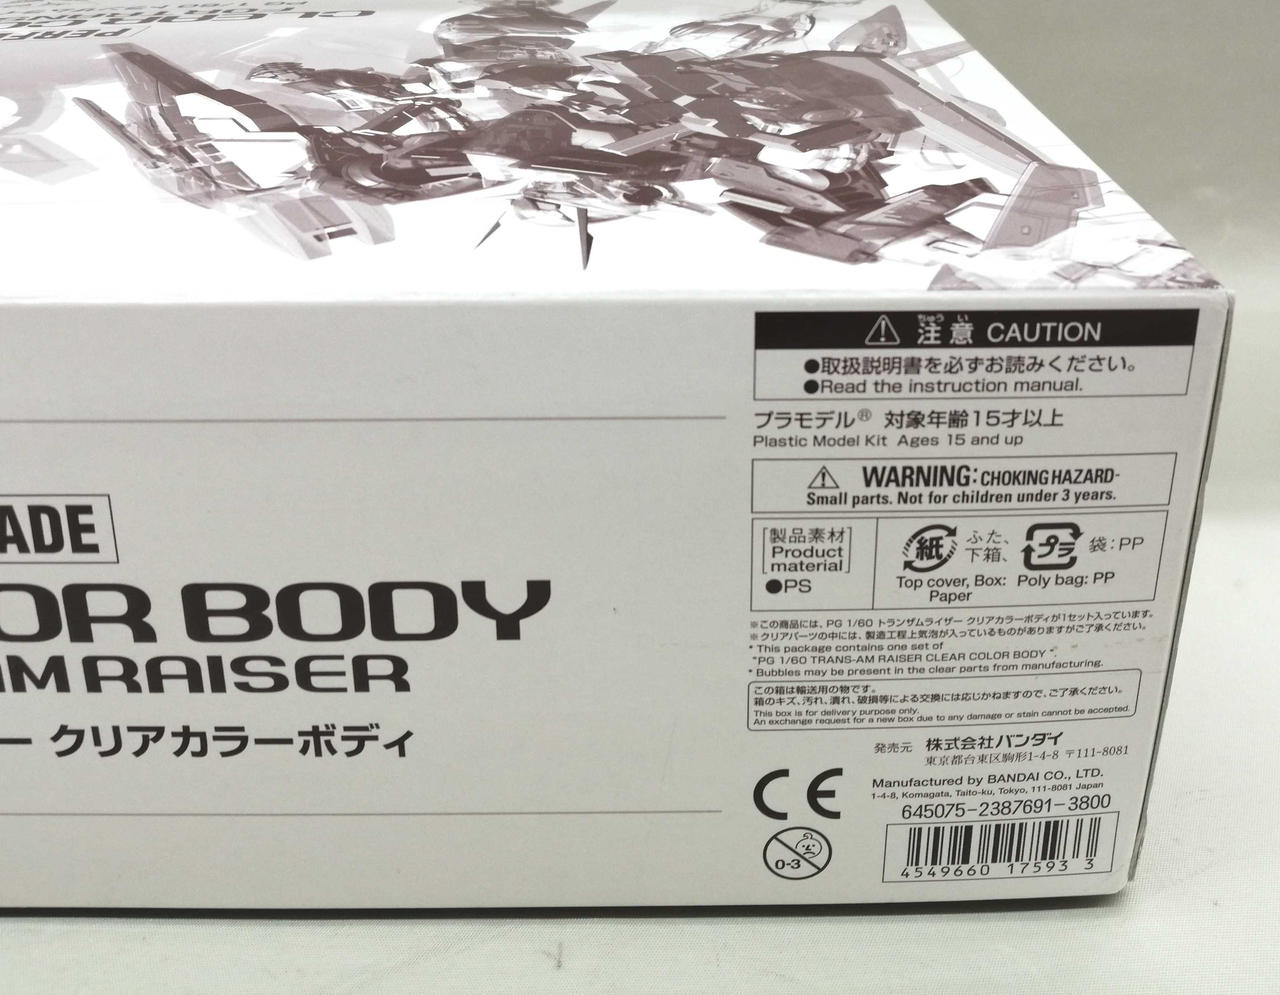 CLEAR
注意 CAUTION
●取扱説明書を必ずお読みください。
●Read the instruction manual.
プラモデル® 対象年齢15才以上
Plastic Model Kit Ages 15 and up
WARNING: CHOKING HAZARD-
Small parts. Not for children under 3 years.
製品素材
Product
material
●PS
紙 ふた、下箱、
Top cover, Box:
Paper
プラ 袋:PP
Poly bag: PP
※この商品には、PG 1/60 トランザムライザー クリアカラーボディが1セット入っています。
※クリアパーツの中には、製造工程上気泡が入っているものがありますがご了承ください。
* This package contains one set of
"PG 1/60 TRANS-AM RAISER CLEAR COLOR BODY".
* Bubbles may be present in the clear parts from manufacturing.
この箱は輸送用の物です。
箱のキズ、汚れ、潰れ、破損等による交換には応じかねますので、ご了承ください。
This box is for delivery purpose only.
An exchange request for a new box due to any damage or stain cannot be accepted.
発売元 株式会社バンダイ
東京都台東区駒形1-4-8 〒111-8081
Manufactured by BANDAI CO., LTD.
1-4-8, Komagata, Taito-ku, Tokyo, 111-8081 Japan
645075-2387691-3800
4549660 17593 3
CE
0-3
ADE
OR BODY
AM RAISER
ー クリアカラーボディ